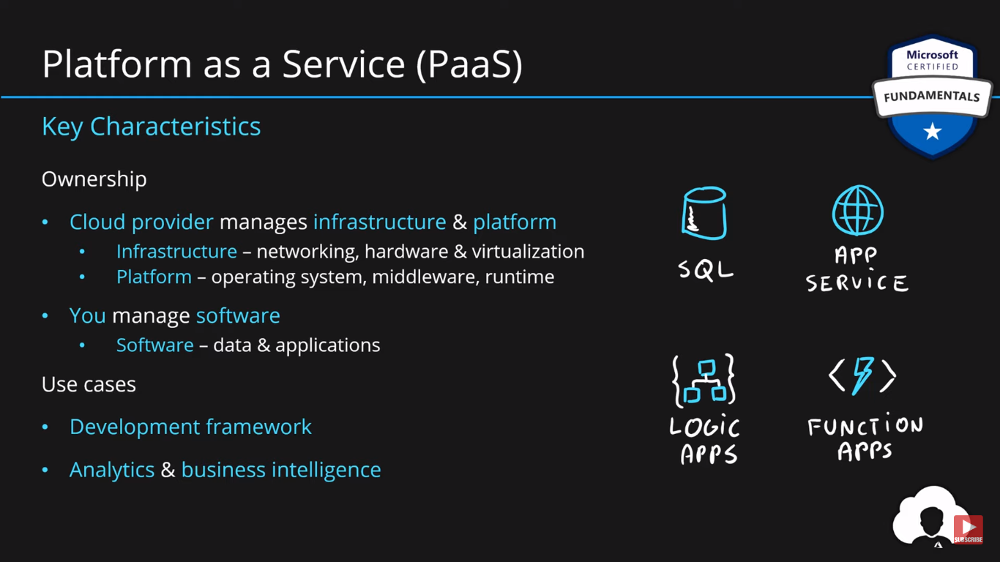 Platform as a Service (PaaS)
Microsoft
CERTIFIED
FUNDAMENTALS
Key Characteristics
Ownership
• Cloud provider manages infrastructure & platform
• Infrastructure – networking, hardware & virtualization
• Platform – operating system, middleware, runtime
• You manage software
• Software – data & applications
Use cases
• Development framework
• Analytics & business intelligence
SQL
APP
SERVICE
LOGIC
APPS
FUNCTION
APPS
SUBSCRIBE